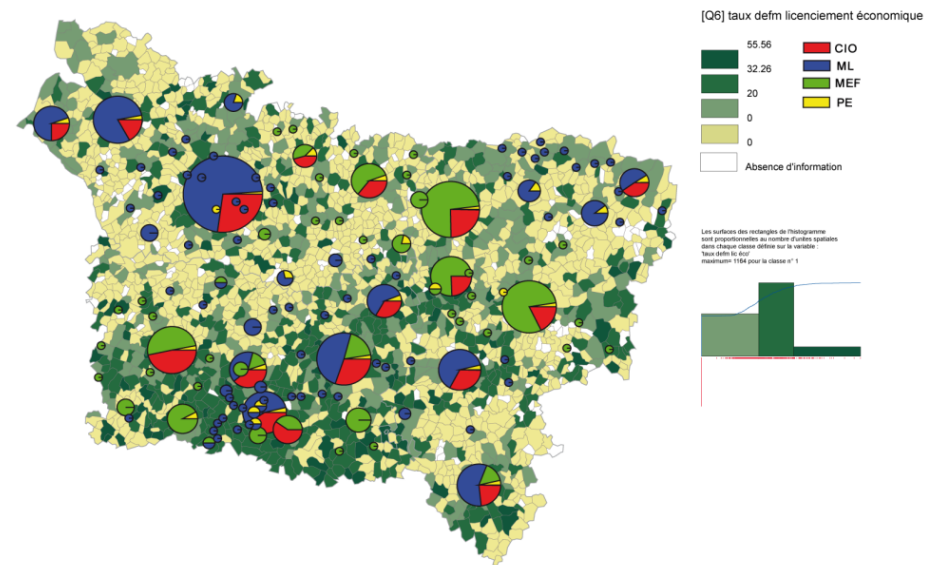 [Q6] taux defm licenciement économique
55.56
32.26
20
0
0
Absence d'information
CIO
ML
MEF
PE
Les surfaces des rectangles de l'histogramme
sont proportionnelles au nombre d'unites spatiales
dans chaque classe définie sur la variable :
'taux defm lic éco'
maximum= 1164 pour la classe n° 1